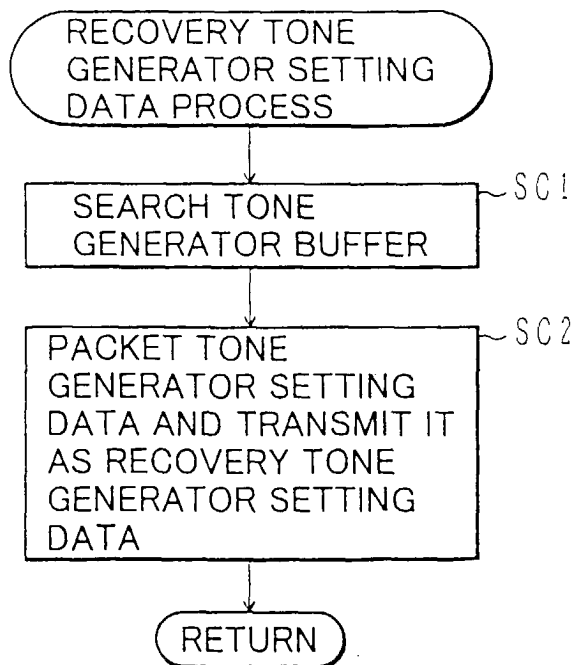 RECOVERY TONE
GENERATOR SETTING
DATA PROCESS
SC1
SEARCH TONE
GENERATOR BUFFER
SC2
PACKET TONE
GENERATOR SETTING
DATA AND TRANSMIT IT
AS RECOVERY TONE
GENERATOR SETTING
DATA
RETURN